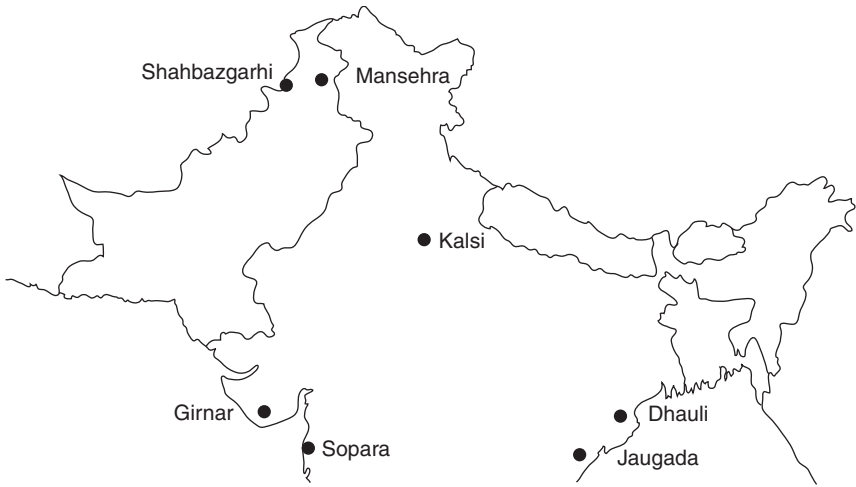 Shahbazgarhi
Mansehra
Kalsi
Girnar
Dhauli
Sopara
Jaugada